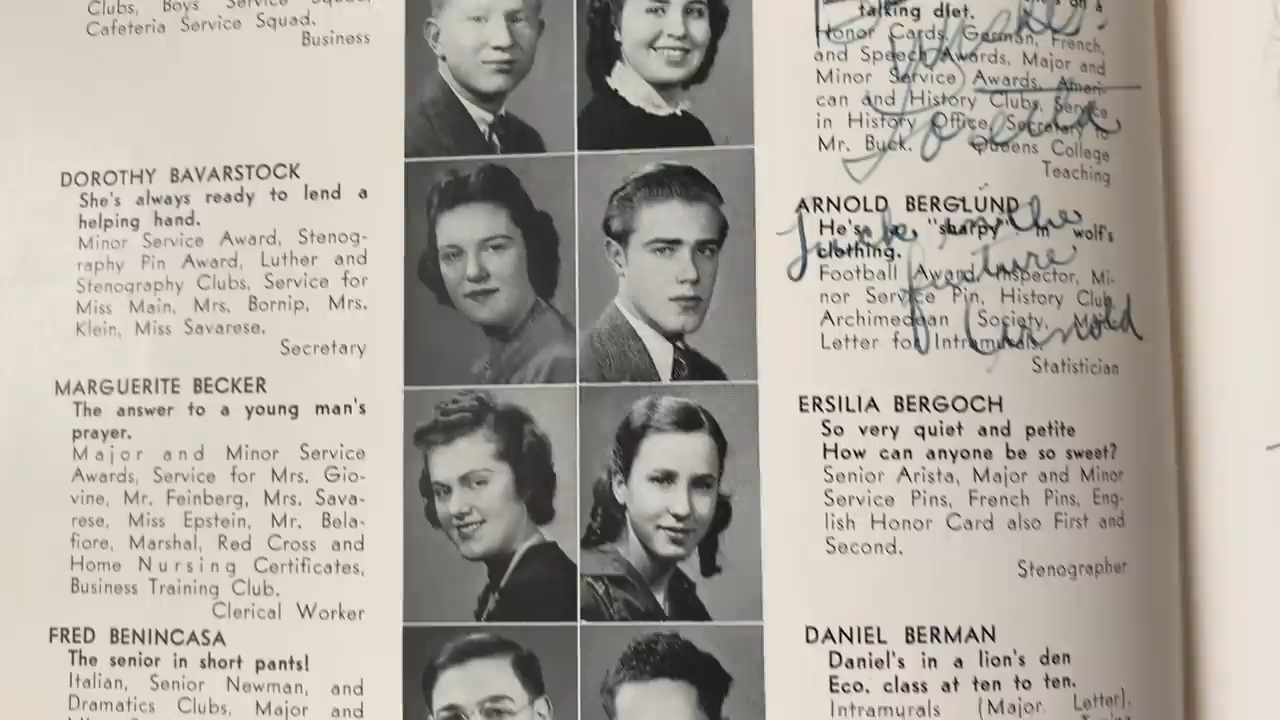 Clubs, Boys Service Squad,
Cafeteria Service Squad.
Business
DOROTHY BAVARSTOCK
She's always ready to lend a
helping hand.
Minor Service Award, Stenog-
raphy Pin Award, Luther and
Stenography Clubs, Service for
Miss Main, Mrs. Bornip, Mrs.
Klein, Miss Savarese.
Secretary
MARGUERITE BECKER
The answer to a young man's
prayer.
Major and Minor Service
Awards, Service for Mrs. Gio-
vine, Mr. Feinberg, Mrs. Sava-
rese, Miss Epstein, Mr. Bela-
fiore, Marshal, Red Cross and
Home Nursing Certificates,
Business Training Club.
Clerical Worker
FRED BENINCASA
The senior in short pants!
Italian, Senior Newman, and
Dramatics Clubs, Major and
talking diet.
Honor Cards, German, French,
and Speech Awards, Major and
Minor Service Awards, Ameri-
can and History Clubs, Service
in History Office, Secretary to
Mr. Buck. Queens College
Teaching
ARNOLD BERGLUND
He's a "sharpy" in wolf's
clothing.
Football Award, Inspector, Mi-
nor Service Pin, History Club,
Archimedean Society, Major
Letter for Intramurals.
Statistician
Luck in the
future
Arnold
ERSILIA BERGOCH
So very quiet and petite
How can anyone be so sweet?
Senior Arista, Major and Minor
Service Pins, French Pins, Eng-
lish Honor Card also First and
Second.
Stenographer
DANIEL BERMAN
Daniel's in a lion's den
Eco. class at ten to ten.
Intramurals (Major Letter),